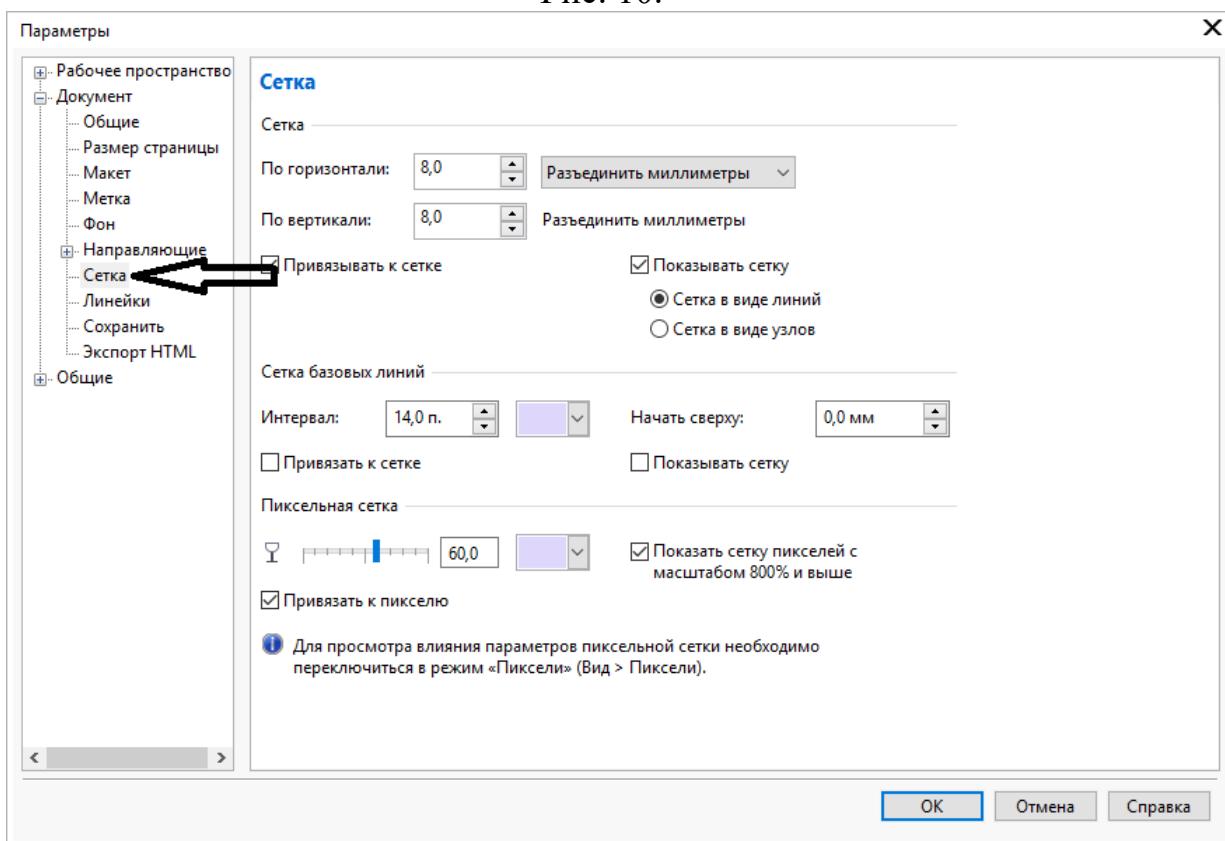 Рис. 10.
Параметры
Рабочее пространство
Документ
Общие
Размер страницы
Макет
Метка
Фон
Направляющие
Сетка
Линейки
Сохранить
Экспорт HTML
Общие
Сетка
Сетка
По горизонтали: 8,0 Разъединить миллиметры
По вертикали: 8,0 Разъединить миллиметры
Привязывать к сетке Показывать сетку
Сетка в виде линий
Сетка в виде узлов
Сетка базовых линий
Интервал: 14,0 п. Начать сверху: 0,0 мм
Привязать к сетке Показывать сетку
Пиксельная сетка
60,0 Показать сетку пикселей с
масштабом 800% и выше
Привязать к пикселю
Для просмотра влияния параметров пиксельной сетки необходимо
переключиться в режим «Пиксели» (Вид > Пиксели).
ОК Отмена Справка